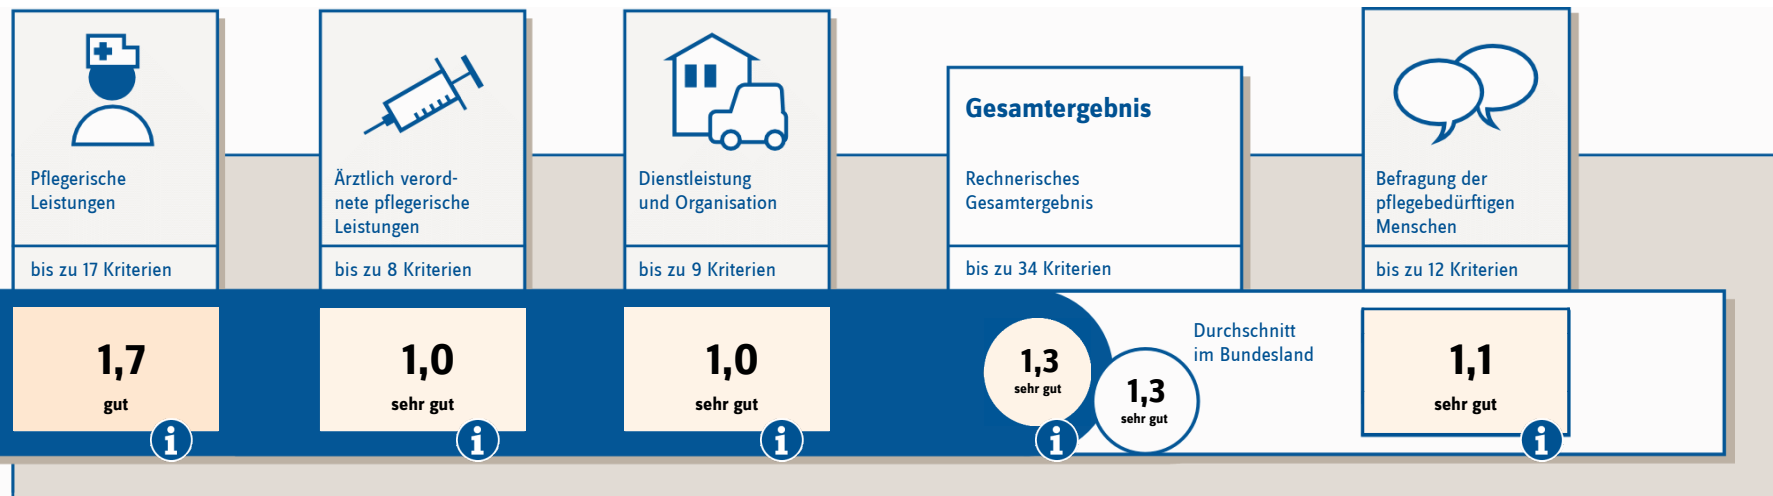 Pflegerische
Leistungen
bis zu 17 Kriterien
1,7
gut
i
Ärztlich verord-
nete pflegerische
Leistungen
bis zu 8 Kriterien
1,0
sehr gut
i
Dienstleistung
und Organisation
bis zu 9 Kriterien
1,0
sehr gut
i
Gesamtergebnis
Rechnerisches
Gesamtergebnis
bis zu 34 Kriterien
1,3
sehr gut
i
Durchschnitt
im Bundesland
1,3
sehr gut
Befragung der
pflegebedürftigen
Menschen
bis zu 12 Kriterien
1,1
sehr gut
i